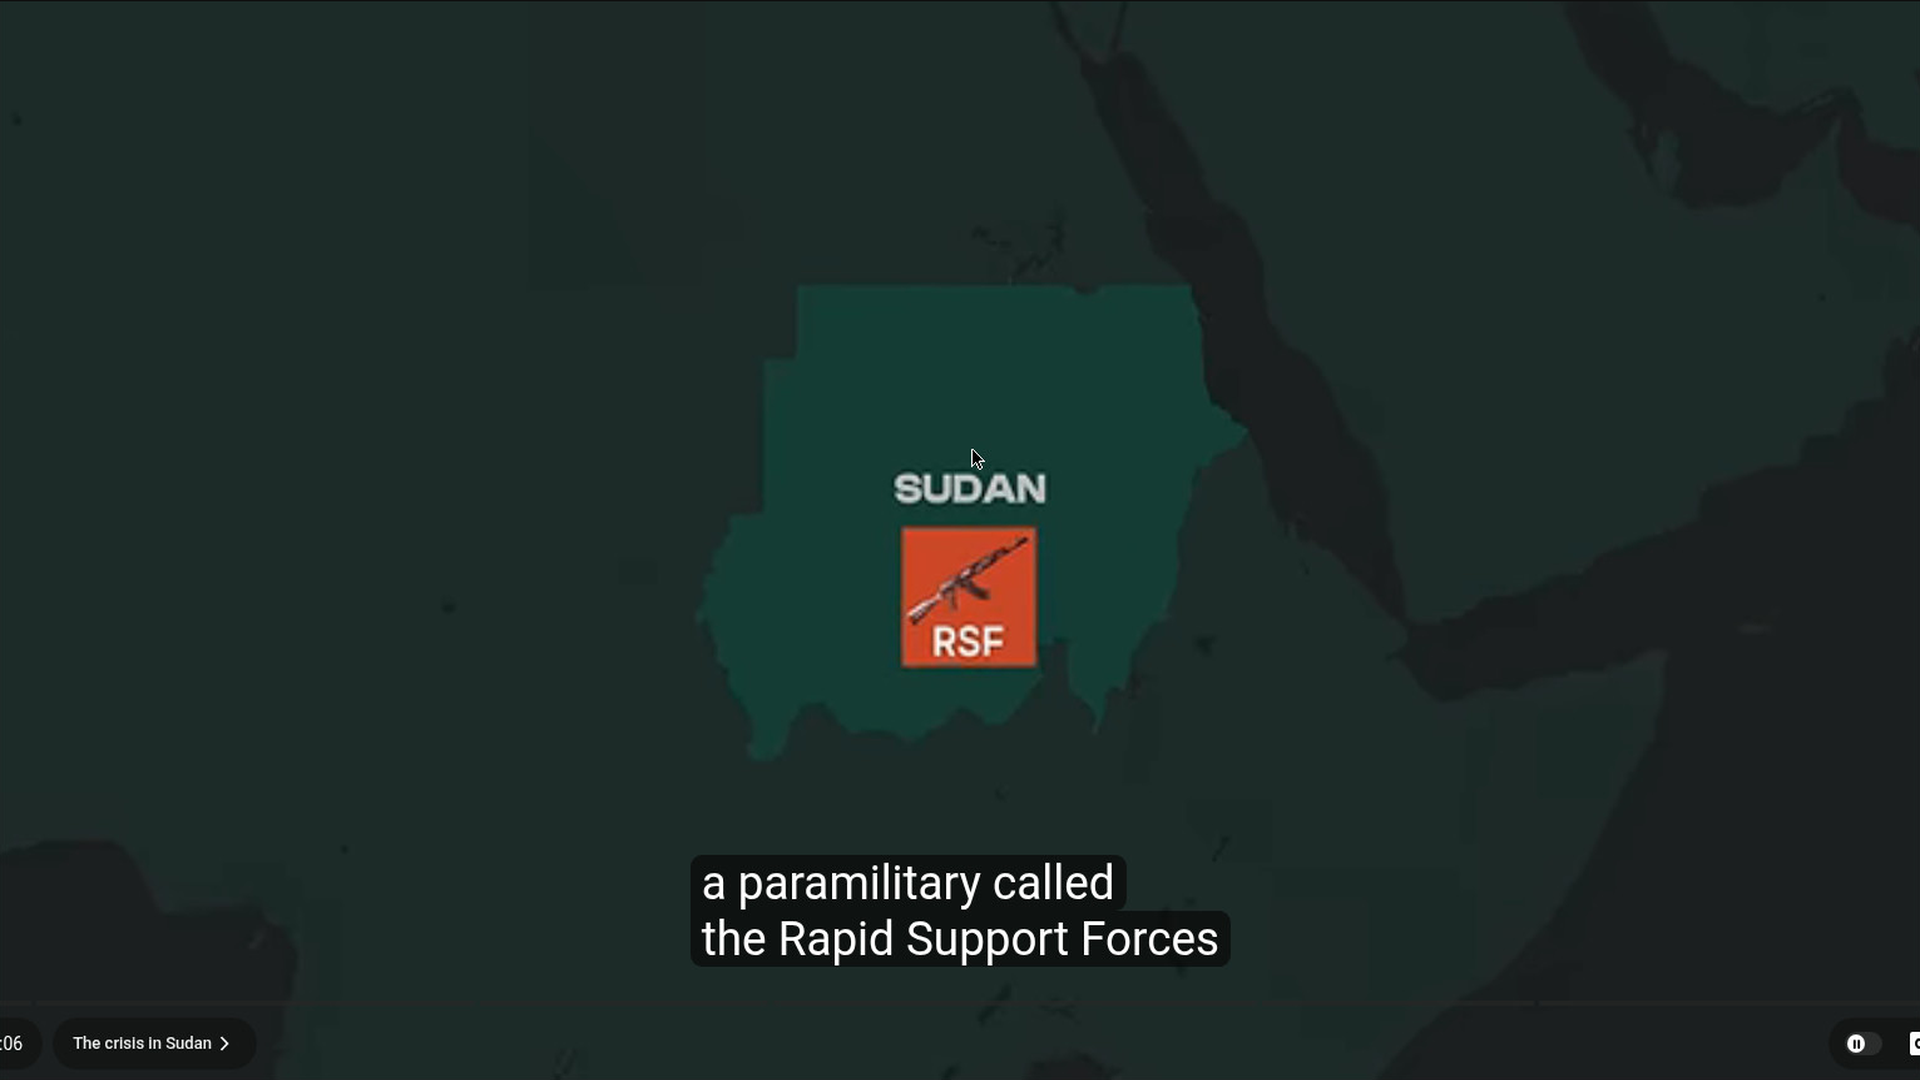 SUDAN
RSF
a paramilitary called
the Rapid Support Forces
:06
The crisis in Sudan